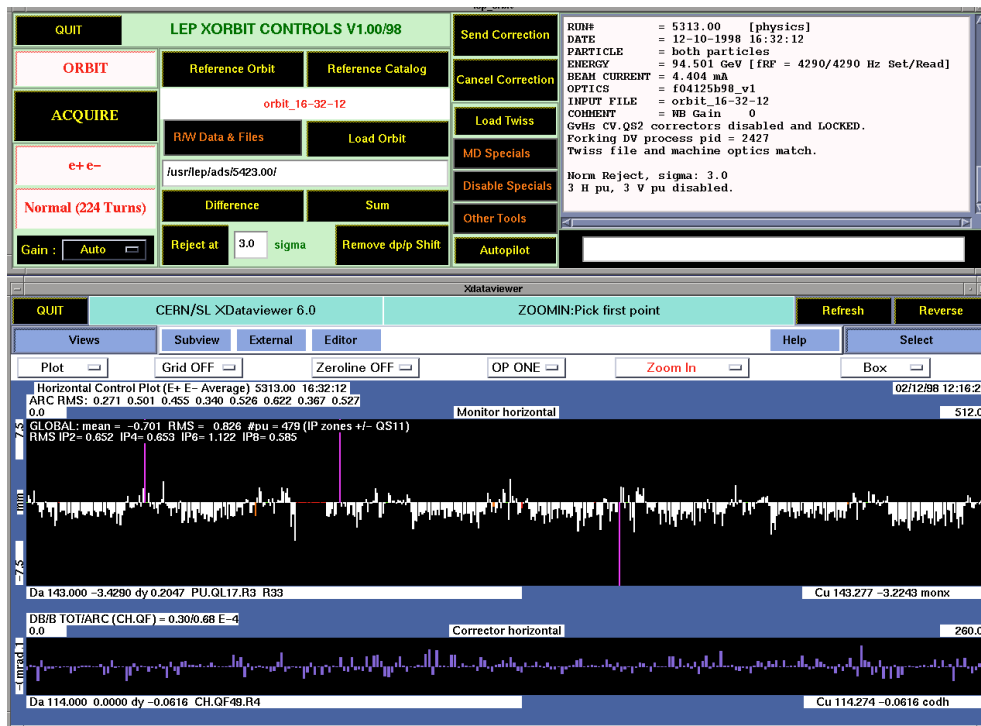 QUIT
LEP XORBIT CONTROLS V1.00/98
ORBIT
ACQUIRE
e+ e−
Normal (224 Turns)
Gain : Auto
Reference Orbit
Reference Catalog
orbit_16-32-12
R/W Data & Files
Load Orbit
/usr/lep/ads/5423.00/
Difference
Sum
Reject at
3.0
sigma
Remove dp/p Shift
Send Correction
Cancel Correction
Load Twiss
MD Specials
Disable Specials
Other Tools
Autopilot
RUN# = 5313.00 [physics]
DATE = 12-10-1998 16:32:12
PARTICLE = both particles
ENERGY = 94.501 GeV [fRF = 4290/4290 Hz Set/Read]
BEAM CURRENT = 4.404 mA
OPTICS = f04125b98_v1
INPUT FILE = orbit_16-32-12
COMMENT = WB Gain 0
GvHs CV.QS2 correctors disabled and LOCKED.
Forking DV process pid = 2427
Twiss file and machine optics match.
Norm Reject, sigma: 3.0
3 H pu, 3 V pu disabled.
Xdataviewer
QUIT
CERN/SL XDataviewer 6.0
ZOOMIN:Pick first point
Refresh
Reverse
Views
Subview
External
Editor
Help
Select
Plot
Grid OFF
Zeroline OFF
OP ONE
Zoom In
Box
Horizontal Control Plot (E+ E− Average) 5313.00 16:32:12
02/12/98 12:16:2
ARC RMS: 0.271 0.501 0.455 0.340 0.526 0.622 0.367 0.527
0.0
Monitor horizontal
512.0
GLOBAL: mean = −0.701 RMS = 0.826 #pu = 479 (IP zones +/− QS11)
RMS IP2= 0.652 IP4= 0.653 IP6= 1.122 IP8= 0.585
7.5
mm
−7.5
Da 143.000 −3.4290 dy 0.2047 PU.QL17.R3 R33
Cu 143.277 −3.2243 monx
DB/B TOT/ARC (CH.QF) = 0.30/0.68 E−4
0.0
Corrector horizontal
260.0
Da 114.000 0.0000 dy −0.0616 CH.QF49.R4
Cu 114.274 −0.0616 codh